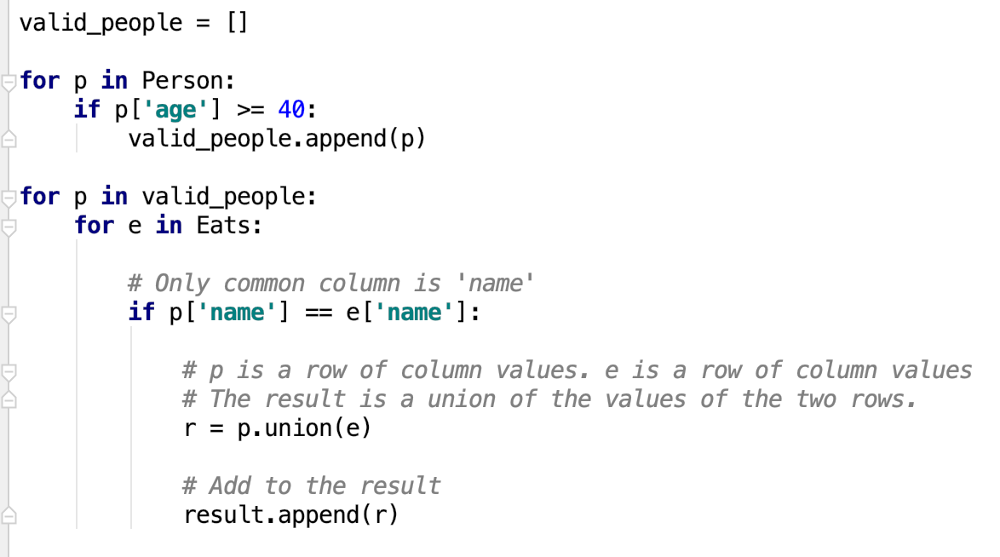 valid_people = []
for p in Person:
    if p['age'] >= 40:
        valid_people.append(p)
for p in valid_people:
    for e in Eats:
        # Only common column is 'name'
        if p['name'] == e['name']:
            # p is a row of column values. e is a row of column values
            # The result is a union of the values of the two rows.
            r = p.union(e)
            # Add to the result
            result.append(r)